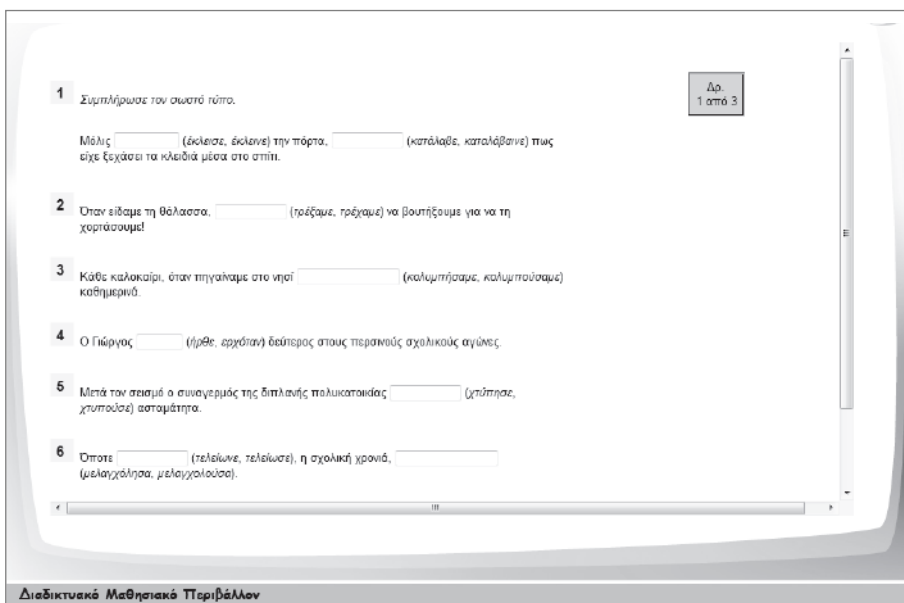 Δρ.
1 από 3
1 Συμπλήρωσε τον σωστό τύπο.
Μόλις (έκλεισε, έκλεινε) την πόρτα, (κατάλαβε, καταλάβαινε) πως
είχε ξεχάσει τα κλειδιά μέσα στο σπίτι.
2 Όταν είδαμε τη θάλασσα, (τρέξαμε, τρέχαμε) να βουτήξουμε για να τη
χορτάσουμε!
3 Κάθε καλοκαίρι, όταν πηγαίναμε στο νησί (κολυμπήσαμε, κολυμπούσαμε)
καθημερινά.
4 Ο Γιώργος (ήρθε, ερχόταν) δεύτερος στους περσινούς σχολικούς αγώνες.
5 Μετά τον σεισμό ο συναγερμός της διπλανής πολυκατοικίας (χτύπησε,
χτυπούσε) ασταμάτητα.
6 Όποτε (τελείωνε, τελείωσε), η σχολική χρονιά,
(μελαγχόλησα, μελαγχολούσα).
Διαδικτυακό Μαθησιακό Περιβάλλον